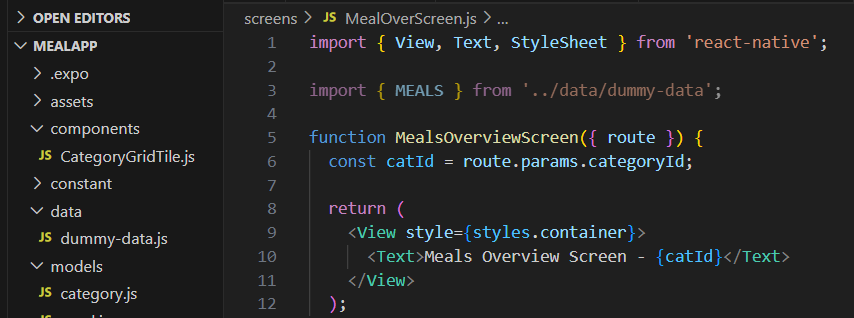 OPEN EDITORS
MEALAPP
.expo
assets
components
JS CategoryGridTile.js
constant
data
JS dummy-data.js
models
JS category.js
screens > JS MealOverScreen.js > ...
1 import { View, Text, StyleSheet } from 'react-native';
2
3 import { MEALS } from '../data/dummy-data';
4
5 function MealsOverviewScreen({ route }) {
6 const catId = route.params.categoryId;
7
8 return (
9 <View style={styles.container}>
10 <Text>Meals Overview Screen - {catId}</Text>
11 </View>
12 );